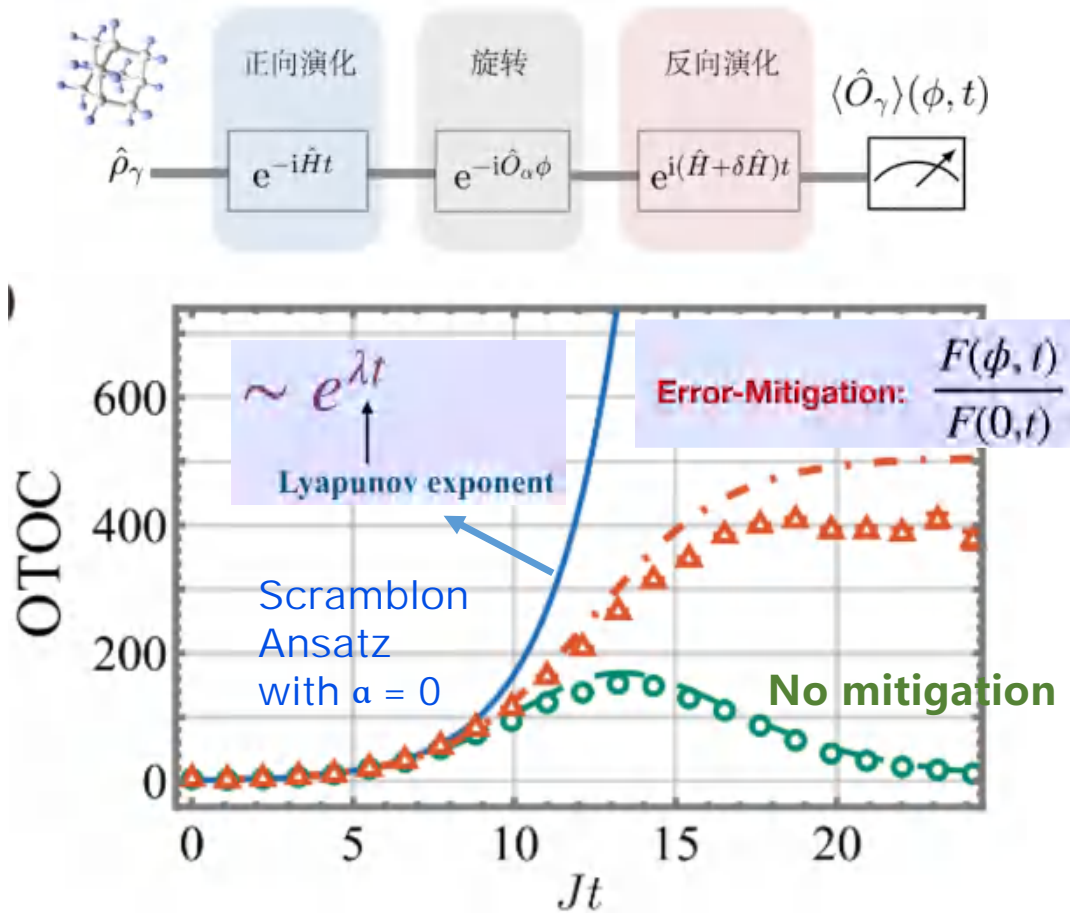 正向演化 旋转 反向演化
⟨Ô_γ⟩(ϕ, t)
ρ̂_γ e^{-iĤt} e^{-iÔ_αϕ} e^{i(Ĥ+δĤ)t}
OTOC
600
400
200
0
0 5 10 15 20
Jt
~ e^{λt}
Lyapunov exponent
Error-Mitigation: F(ϕ, t) / F(0,t)
Scramblon
Ansatz
with α = 0
No mitigation